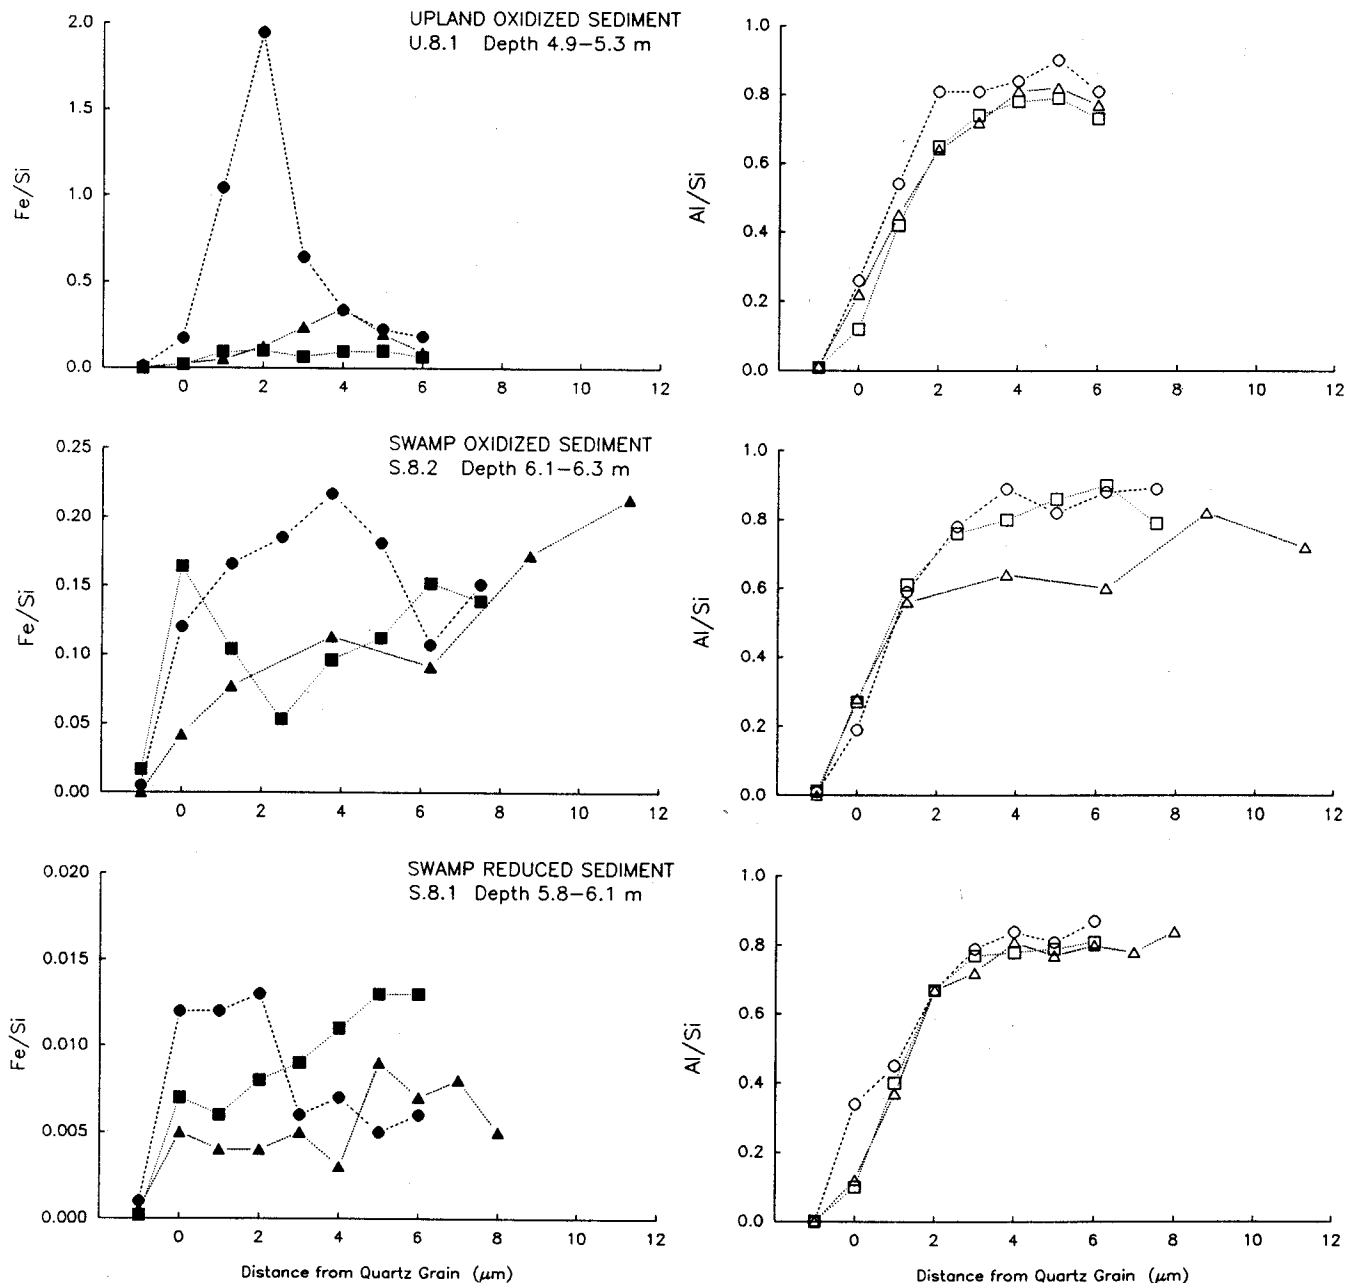 UPLAND OXIDIZED SEDIMENT
U.8.1 Depth 4.9–5.3 m
Fe/Si
2.0
1.5
1.0
0.5
0.0
0 2 4 6 8 10 12
Al/Si
1.0
0.8
0.6
0.4
0.2
0.0
0 2 4 6 8 10 12
SWAMP OXIDIZED SEDIMENT
S.8.2 Depth 6.1–6.3 m
Fe/Si
0.25
0.20
0.15
0.10
0.05
0.00
0 2 4 6 8 10 12
Al/Si
1.0
0.8
0.6
0.4
0.2
0.0
0 2 4 6 8 10 12
SWAMP REDUCED SEDIMENT
S.8.1 Depth 5.8–6.1 m
Fe/Si
0.020
0.015
0.010
0.005
0.000
0 2 4 6 8 10 12
Distance from Quartz Grain (μm)
Al/Si
1.0
0.8
0.6
0.4
0.2
0.0
0 2 4 6 8 10 12
Distance from Quartz Grain (μm)